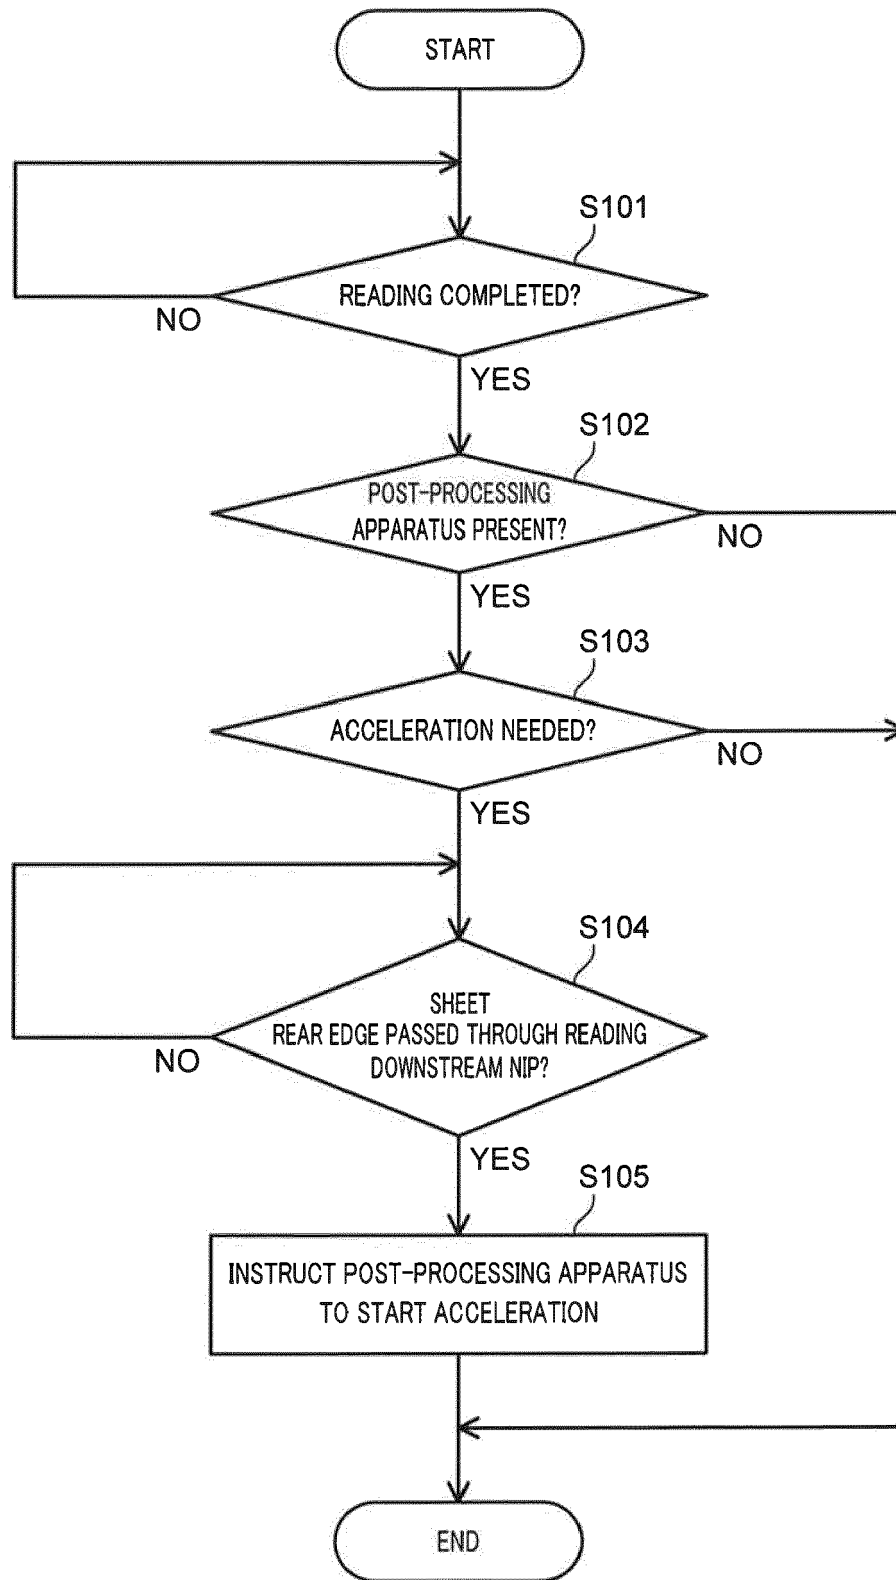 START
S101
READING COMPLETED?
NO
YES
S102
POST-PROCESSING
APPARATUS PRESENT?
NO
YES
S103
ACCELERATION NEEDED?
NO
YES
S104
SHEET
REAR EDGE PASSED THROUGH READING
DOWNSTREAM NIP?
NO
YES
S105
INSTRUCT POST-PROCESSING APPARATUS
TO START ACCELERATION
END